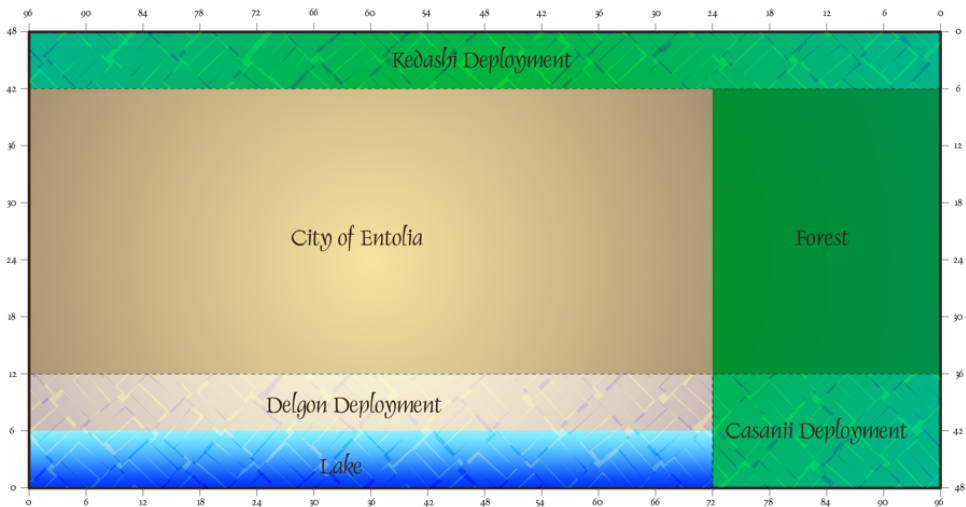 96 90 84 78 72 66 60 54 48 42 36 30 24 18 12 6 0
48 Kedashi Deployment 0
42 6
36 12
30 18
City of Entolia Forest
24 24
18 30
12 36
Delgon Deployment
6 Casanii Deployment 42
Lake
0 48
0 6 12 18 24 30 36 42 48 54 60 66 72 78 84 90 96